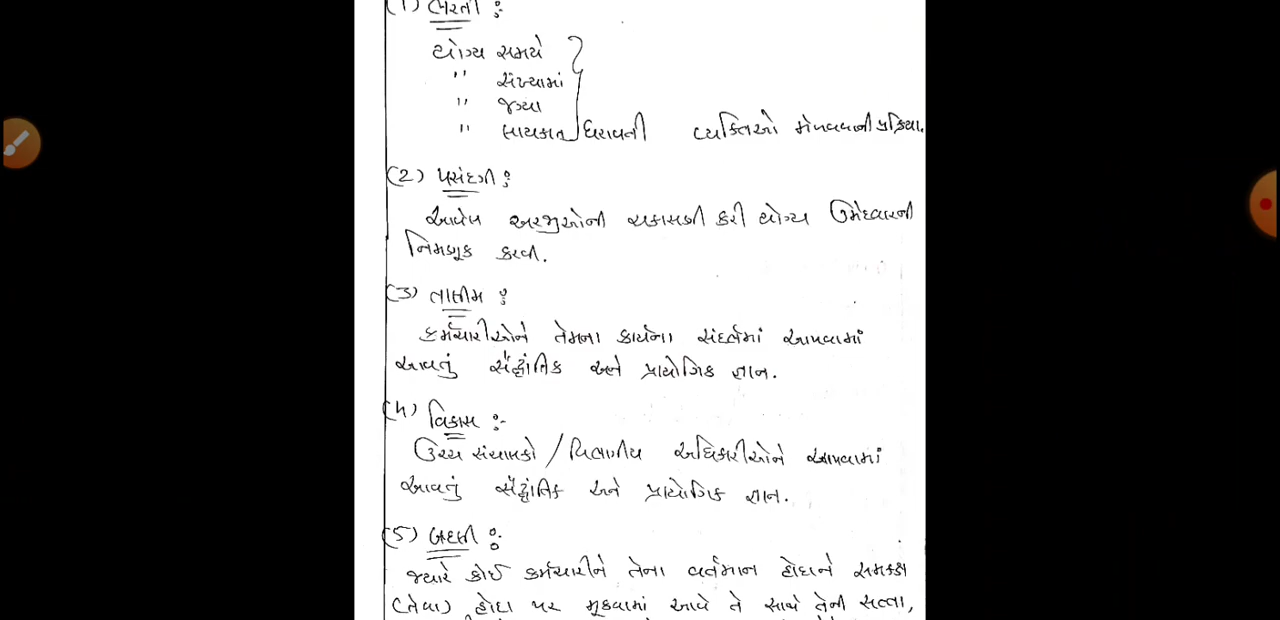 (1) ભરતી :
યોગ્ય સમયે
" સંખ્યામાં
" જગ્યા
" લાયકાત ધરાવતી વ્યક્તિઓ મેળવવાની પ્રક્રિયા.
(2) પસંદગી :
આવેલ અરજીઓની ચકાસણી કરી યોગ્ય ઉમેદવારની
નિમણૂક કરવી.
(3) તાલીમ :
કર્મચારીઓને તેમના કાર્યના સંદર્ભમાં આપવામાં
આવતું સૈદ્ધાંતિક અને પ્રાયોગિક જ્ઞાન.
(4) વિકાસ :-
ઉચ્ચ સંચાલકો / વિભાગીય અધિકારીઓને આપવામાં
આવતું સૈદ્ધાંતિક અને પ્રાયોગિક જ્ઞાન.
(5) બદલી :
જ્યારે કોઈ કર્મચારીને તેના વર્તમાન હોદ્દાને સમકક્ષ
(તેવા) હોદ્દા પર મૂકવામાં આવે તે સાથે તેની સત્તા,